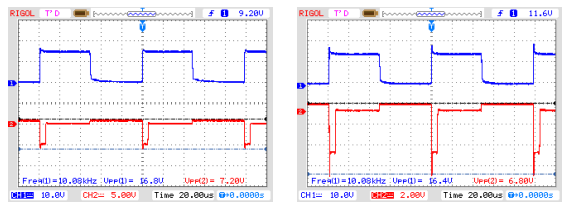 RIGOL T'D 1 9.20V
T
1
2
Freq(1)=10.08kHz Vpp(1)= 16.8V Vpp(2)= 7.20V
CH1 10.0V CH2 5.00V Time 20.00us 0.0000s
RIGOL T'D 1 11.6V
T
1
2
Freq(1)=10.08kHz Vpp(1)= 16.4V Vpp(2)= 6.80V
CH1 10.0V CH2 2.00V Time 20.00us 0.0000s